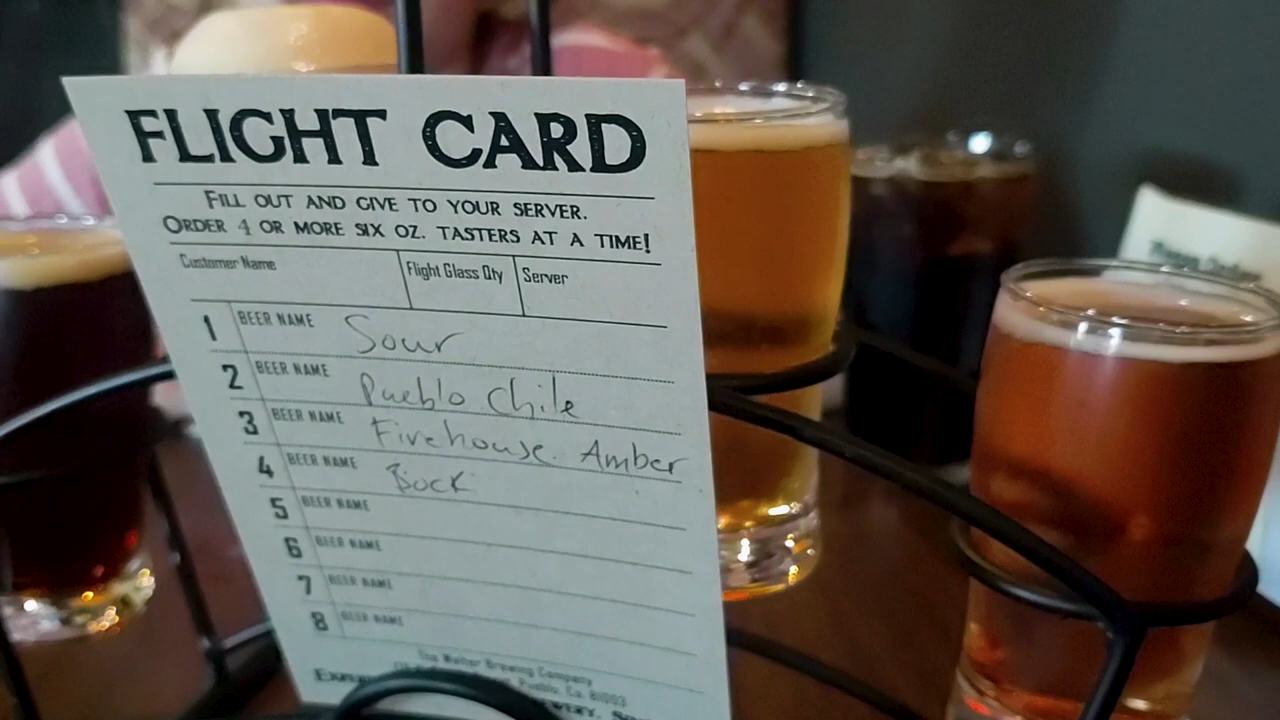 FLIGHT CARD
FILL OUT AND GIVE TO YOUR SERVER.
ORDER 4 OR MORE SIX OZ. TASTERS AT A TIME!
Customer Name Flight Glass Qty Server
1 BEER NAME Sour
2 BEER NAME Pueblo Chile
3 BEER NAME Firehouse Amber
4 BEER NAME Bock
5 BEER NAME
6 BEER NAME
7 BEER NAME
8 BEER NAME
The Walter Brewing Company
Pueblo, Co. 81003